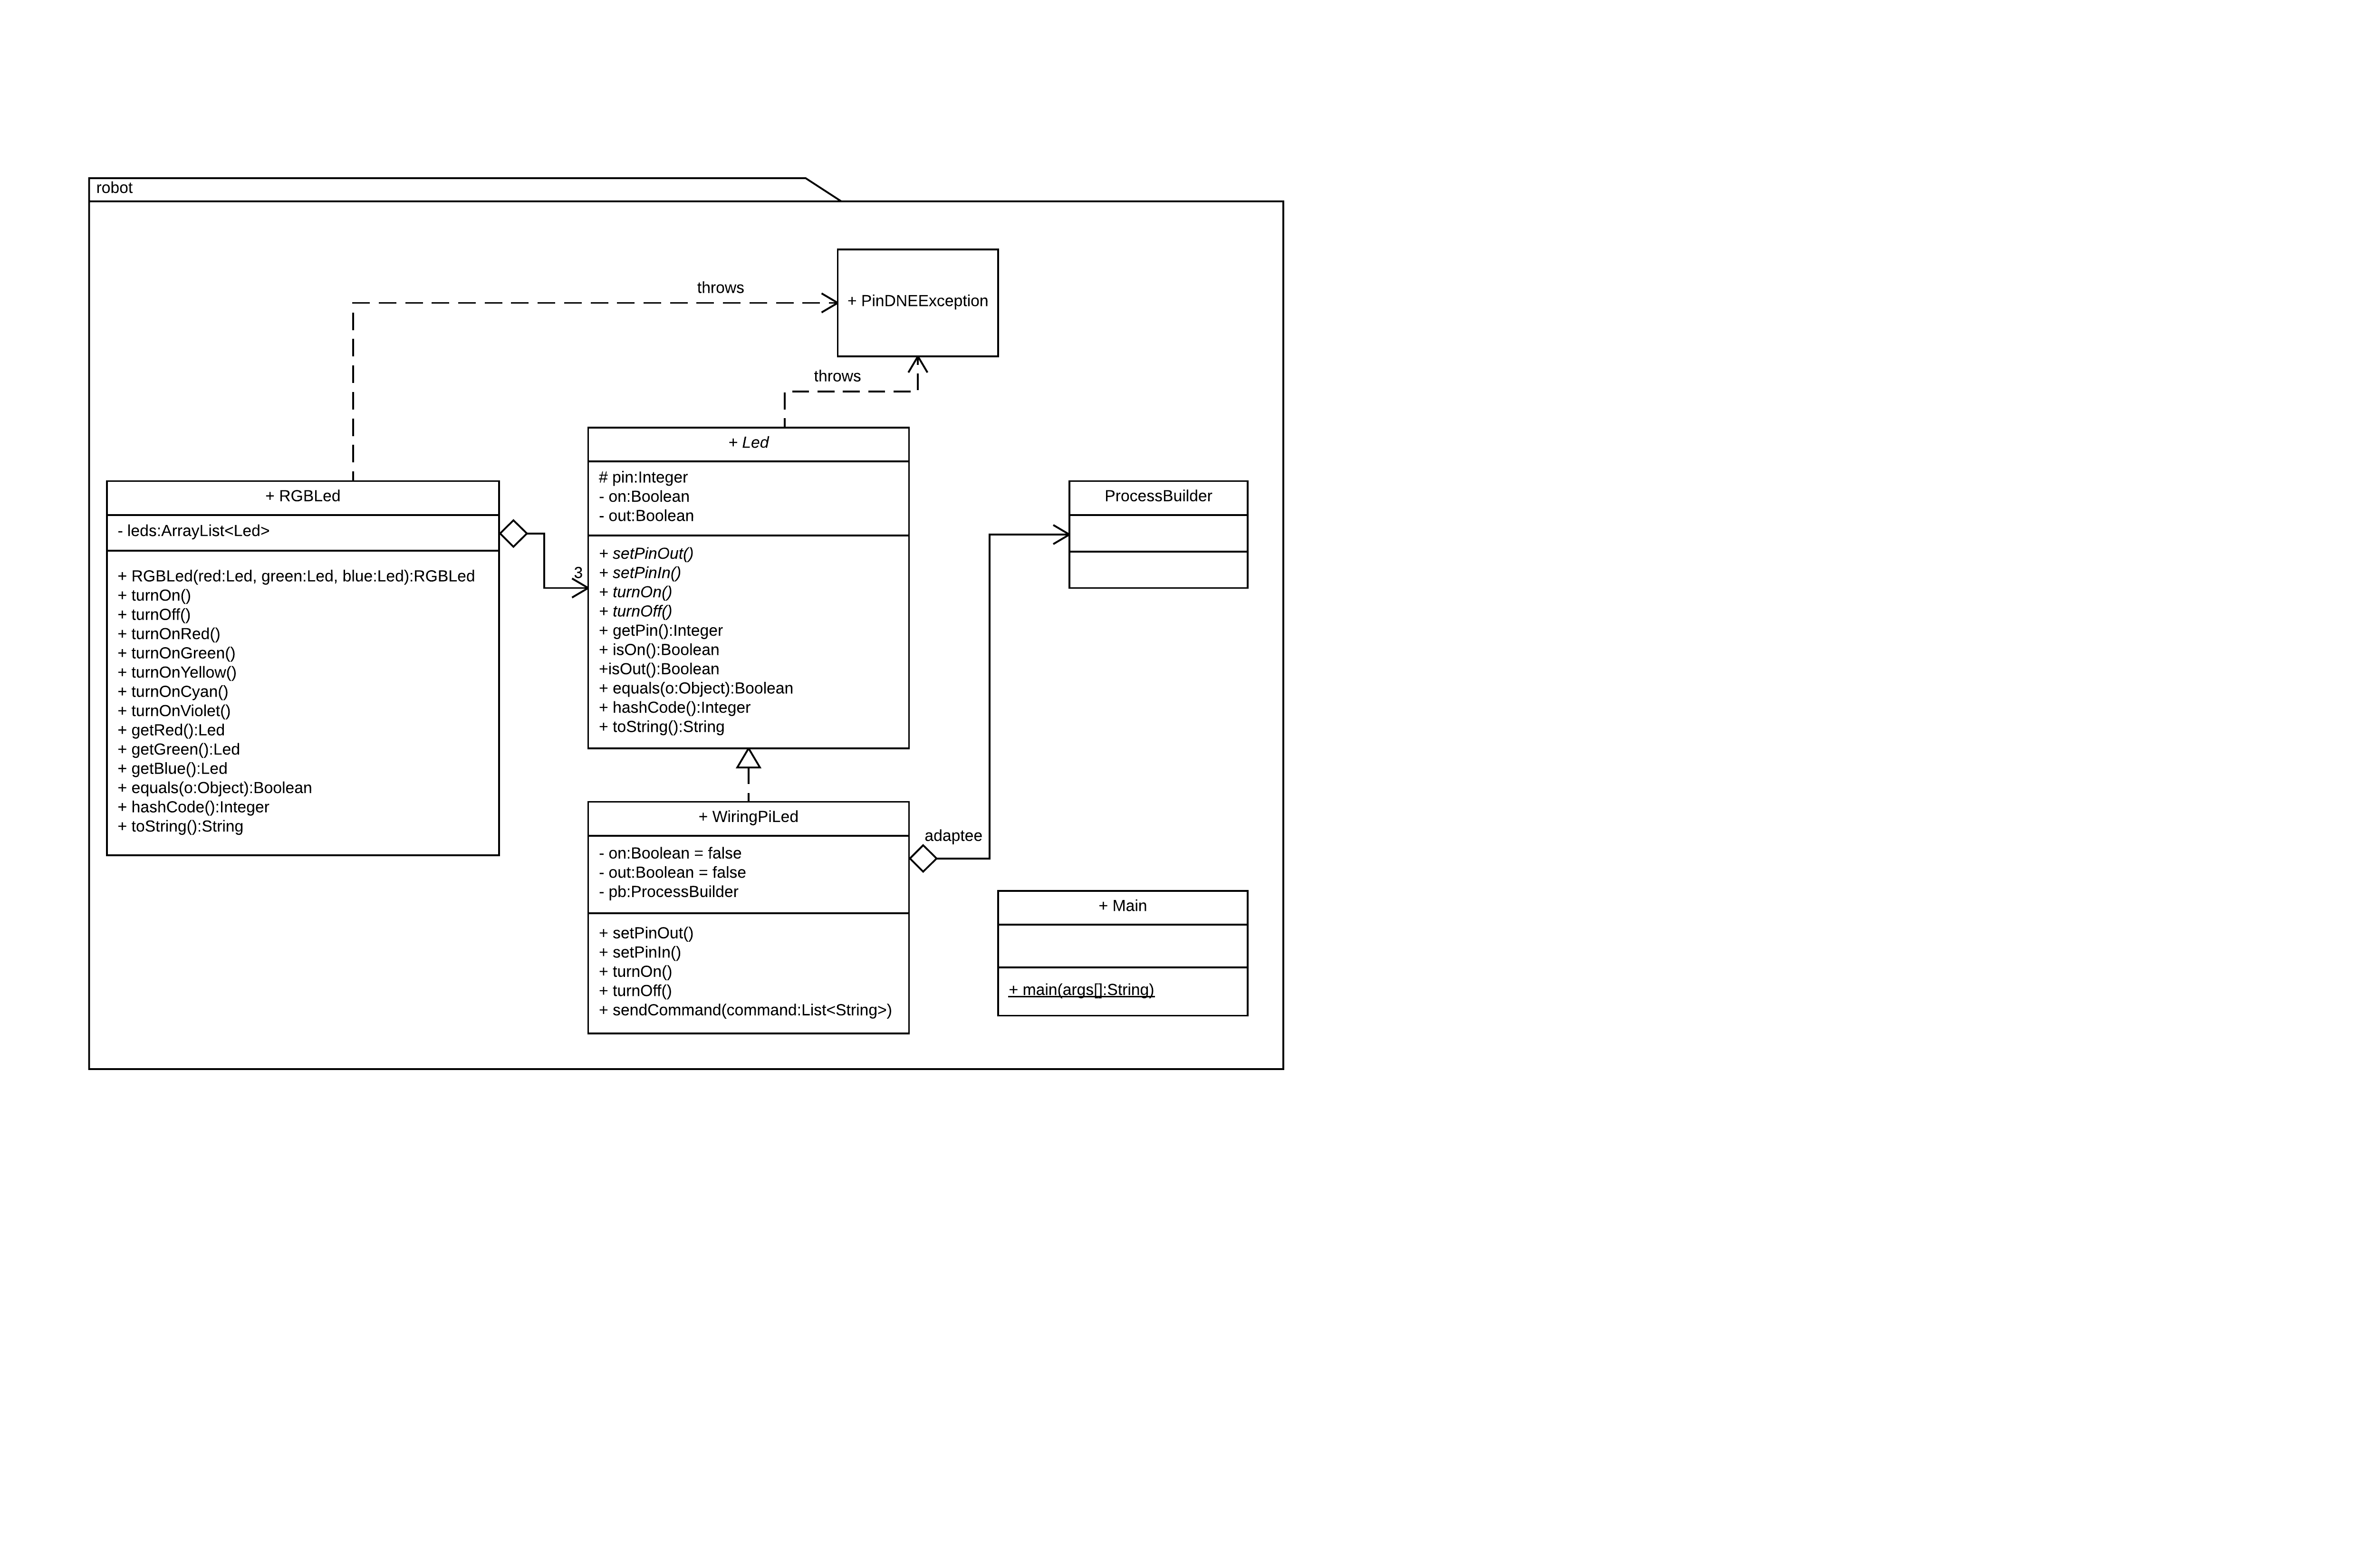 robot
throws
+ PinDNEException
throws
+ RGBLed
- leds:ArrayList<Led>
+ RGBLed(red:Led, green:Led, blue:Led):RGBLed
+ turnOn()
+ turnOff()
+ turnOnRed()
+ turnOnGreen()
+ turnOnYellow()
+ turnOnCyan()
+ turnOnViolet()
+ getRed():Led
+ getGreen():Led
+ getBlue():Led
+ equals(o:Object):Boolean
+ hashCode():Integer
+ toString():String
3
+ Led
# pin:Integer
- on:Boolean
- out:Boolean
+ setPinOut()
+ setPinIn()
+ turnOn()
+ turnOff()
+ getPin():Integer
+ isOn():Boolean
+isOut():Boolean
+ equals(o:Object):Boolean
+ hashCode():Integer
+ toString():String
ProcessBuilder
+ WiringPiLed
- on:Boolean = false
- out:Boolean = false
- pb:ProcessBuilder
+ setPinOut()
+ setPinIn()
+ turnOn()
+ turnOff()
+ sendCommand(command:List<String>)
adaptee
+ Main
+ main(args[]:String)